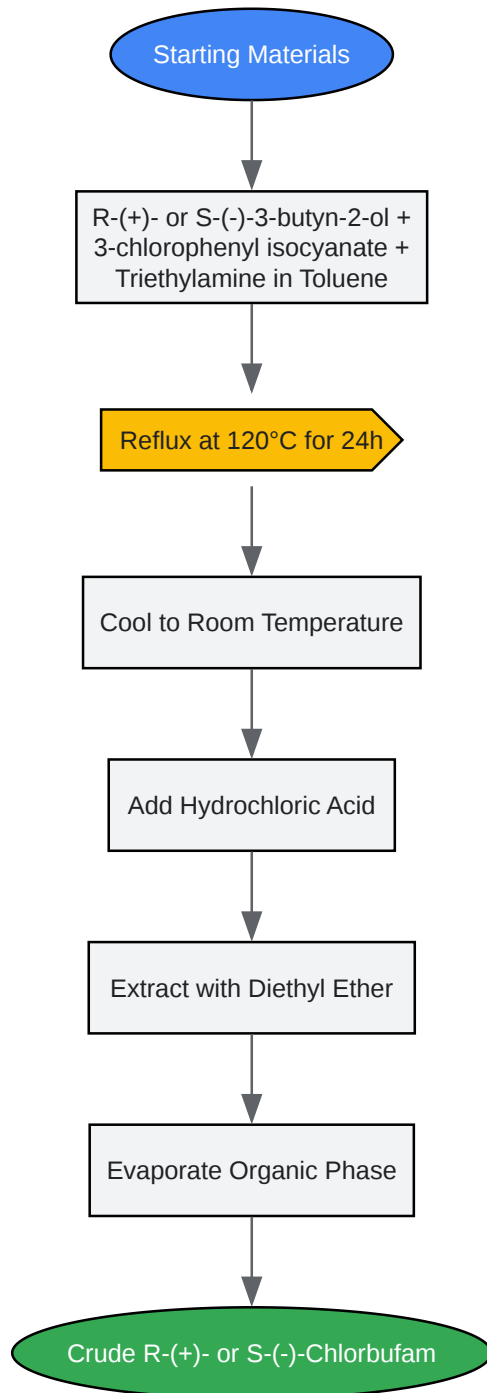 Starting Materials
R-(+)- or S-(-)-3-butyn-2-ol +
3-chlorophenyl isocyanate +
Triethylamine in Toluene
Reflux at 120°C for 24h
Cool to Room Temperature
Add Hydrochloric Acid
Extract with Diethyl Ether
Evaporate Organic Phase
Crude R-(+)- or S-(-)-Chlorbufam